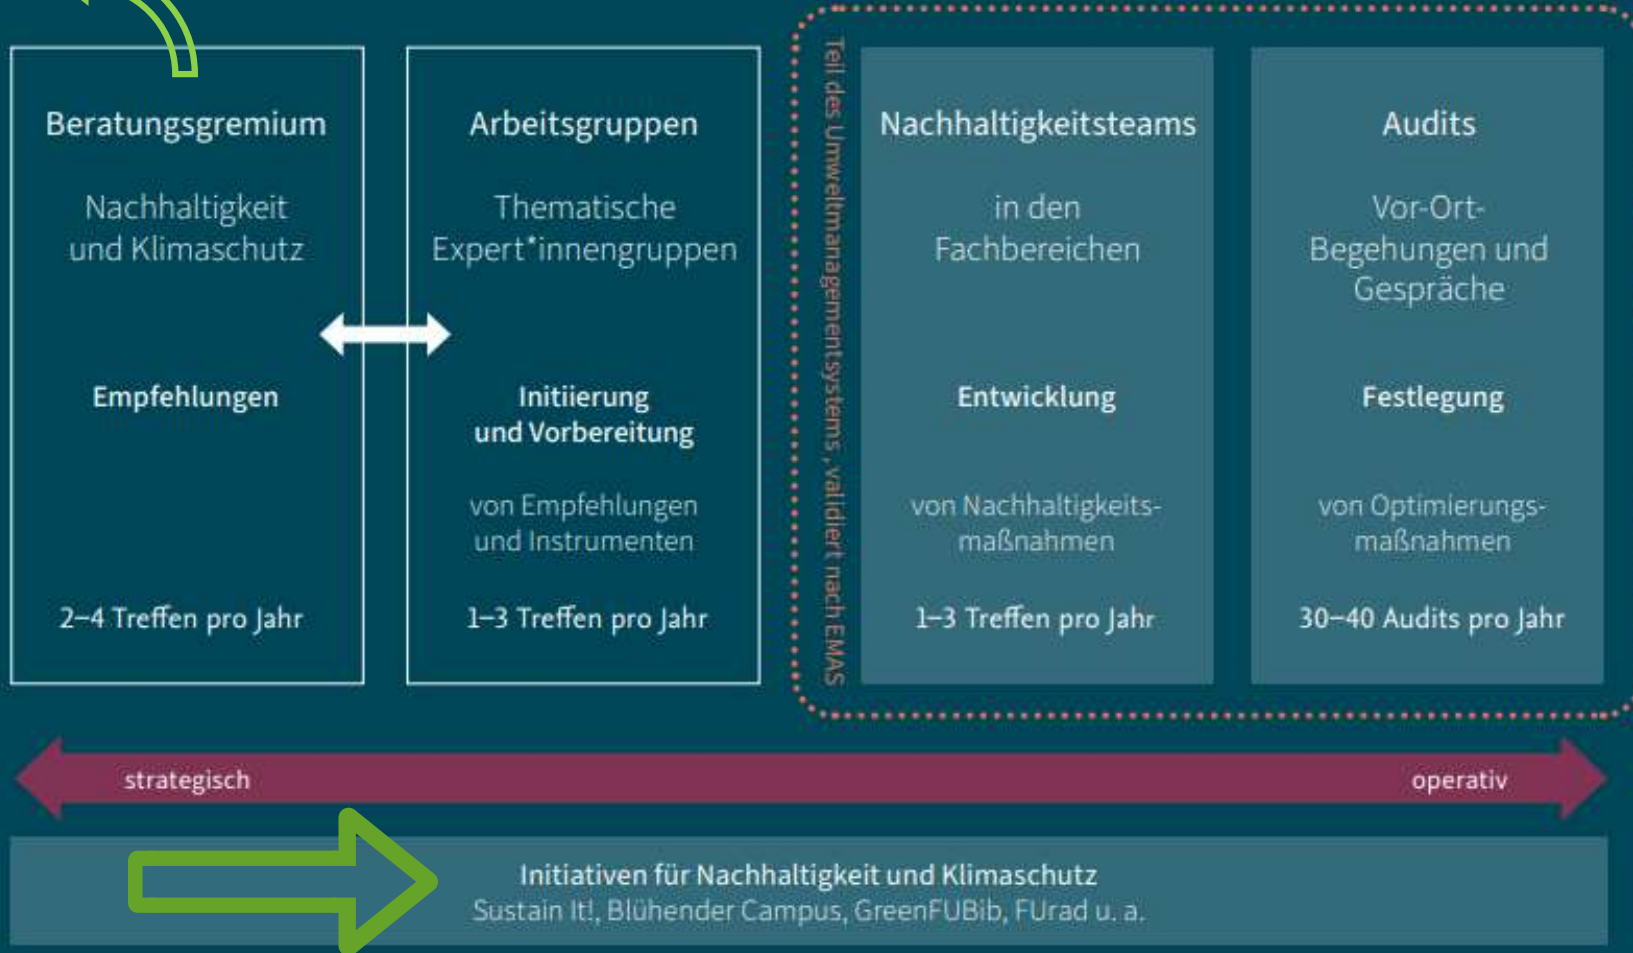 Beratungsgremium
Nachhaltigkeit
und Klimaschutz
Empfehlungen
2–4 Treffen pro Jahr
Arbeitsgruppen
Thematische
Expert*innengruppen
Initiierung
und Vorbereitung
von Empfehlungen
und Instrumenten
1–3 Treffen pro Jahr
Teil des Umweltmanagementsystems, validiert nach EMAS
Nachhaltigkeitsteams
in den
Fachbereichen
Entwicklung
von Nachhaltigkeits-
maßnahmen
1–3 Treffen pro Jahr
Audits
Vor-Ort-
Begehungen und
Gespräche
Festlegung
von Optimierungs-
maßnahmen
30–40 Audits pro Jahr
strategisch
operativ
Initiativen für Nachhaltigkeit und Klimaschutz
Sustain It!, Blühender Campus, GreenFUBib, FUrad u. a.